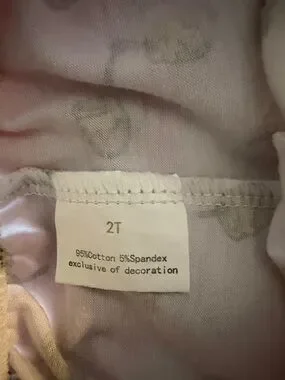 2T
95%Cotton 5%Spandex
exclusive of decoration